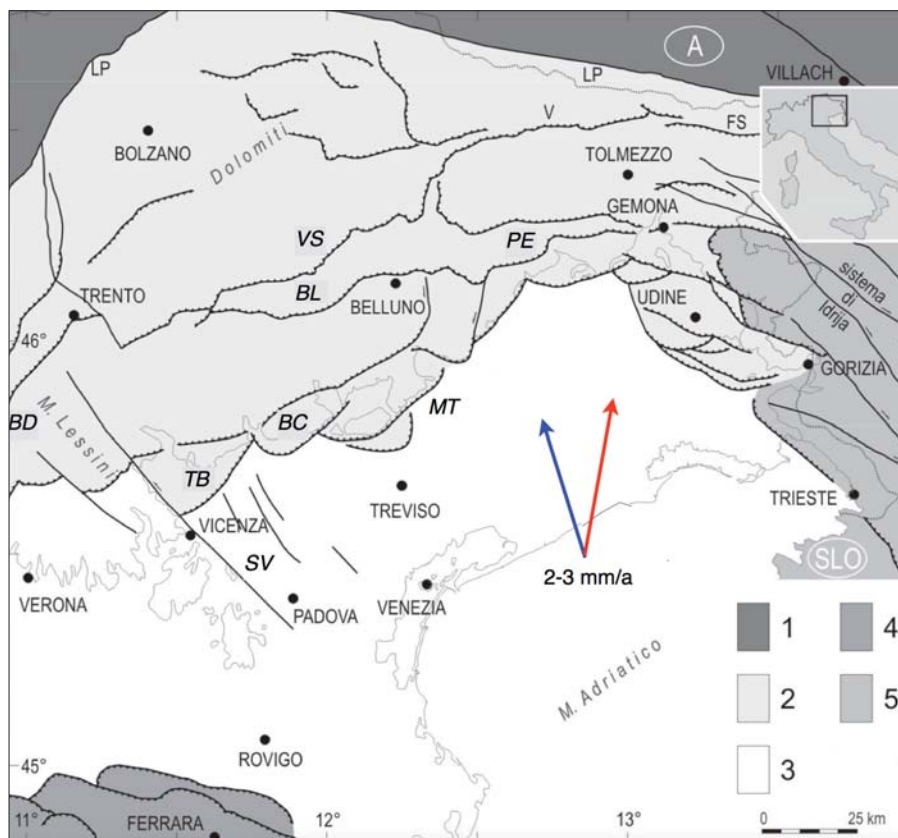 A
LP
LP
VILLACH
V
FS
BOLZANO
Dolomiti
TOLMEZZO
GEMONA
VS
PE
BL
BELLUNO
TRENTO
UDINE
sistema
di
Idrija
46°
GORIZIA
MT
BC
BD
M. Lessini
TB
TREVISO
TRIESTE
VICENZA
SV
SLO
2-3 mm/a
VERONA
PADOVA
VENEZIA
1
4
M. Adriatico
2
5
ROVIGO
3
45°
11°
12°
13°
0 km 25 km
FERRARA